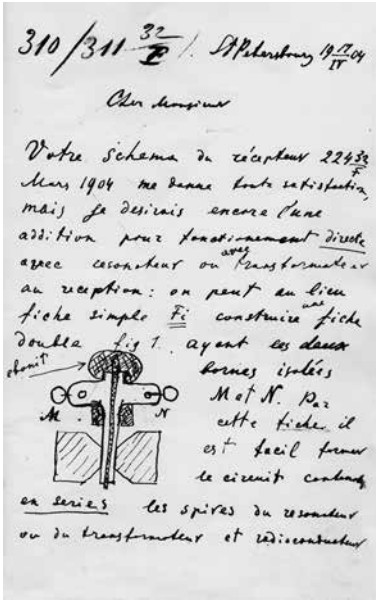 310/311 32/F /. St Petersbourg 19 17/IV 04
Cher Monsieur
Votre schema du récepteur 224 32/F
Mars 1904 me donne toute satisfaction,
mais je desirais encore l'une
addition pour fonctionement directe
avec
avec resonateur ou transformateur
au reception: on peut au lieu
fiche simple Fi construire une fiche
double fig 1. ayant les deux
ebonit
bornes isolées
M N
M et N. Par
cette fiche il
est facil former
le circuit contenant
en series les spires du resonateur
ou du transformateur et radioconducteur